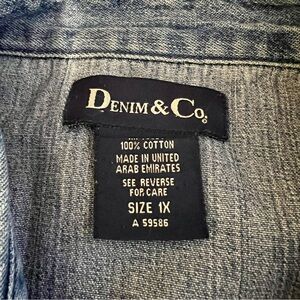 DENIM & Co.
100% COTTON
MADE IN UNITED
ARAB EMIRATES
SEE REVERSE
FOR CARE
SIZE 1X
A 59586